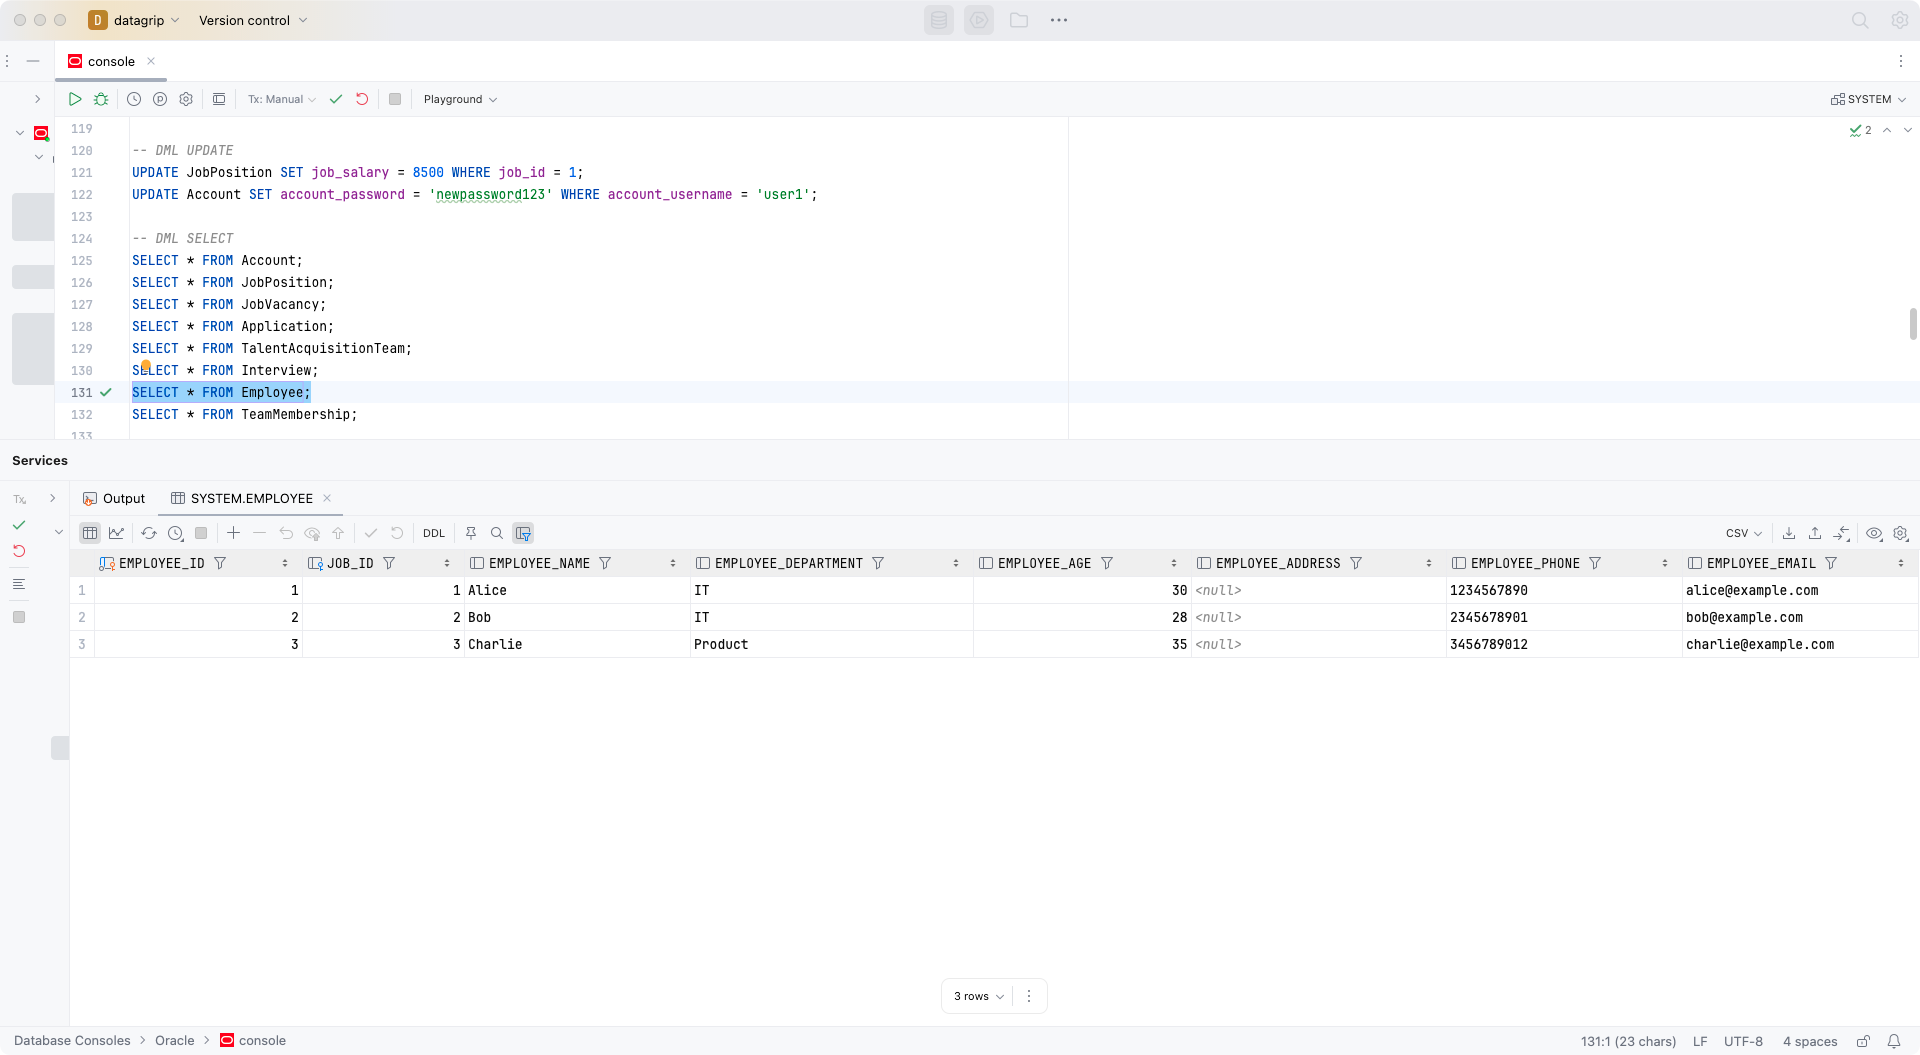 D datagrip Version control
console
Tx: Manual Playground SYSTEM
119
120 -- DML UPDATE 2
121 UPDATE JobPosition SET job_salary = 8500 WHERE job_id = 1;
122 UPDATE Account SET account_password = 'newpassword123' WHERE account_username = 'user1';
123
124 -- DML SELECT
125 SELECT * FROM Account;
126 SELECT * FROM JobPosition;
127 SELECT * FROM JobVacancy;
128 SELECT * FROM Application;
129 SELECT * FROM TalentAcquisitionTeam;
130 SELECT * FROM Interview;
131 SELECT * FROM Employee;
132 SELECT * FROM TeamMembership;
133
Services
Tx Output SYSTEM.EMPLOYEE
DDL CSV
EMPLOYEE_ID JOB_ID EMPLOYEE_NAME EMPLOYEE_DEPARTMENT EMPLOYEE_AGE EMPLOYEE_ADDRESS EMPLOYEE_PHONE EMPLOYEE_EMAIL
1 1 1 Alice IT 30 <null> 1234567890 alice@example.com
2 2 2 Bob IT 28 <null> 2345678901 bob@example.com
3 3 3 Charlie Product 35 <null> 3456789012 charlie@example.com
3 rows
Database Consoles > Oracle > console 131:1 (23 chars) LF UTF-8 4 spaces